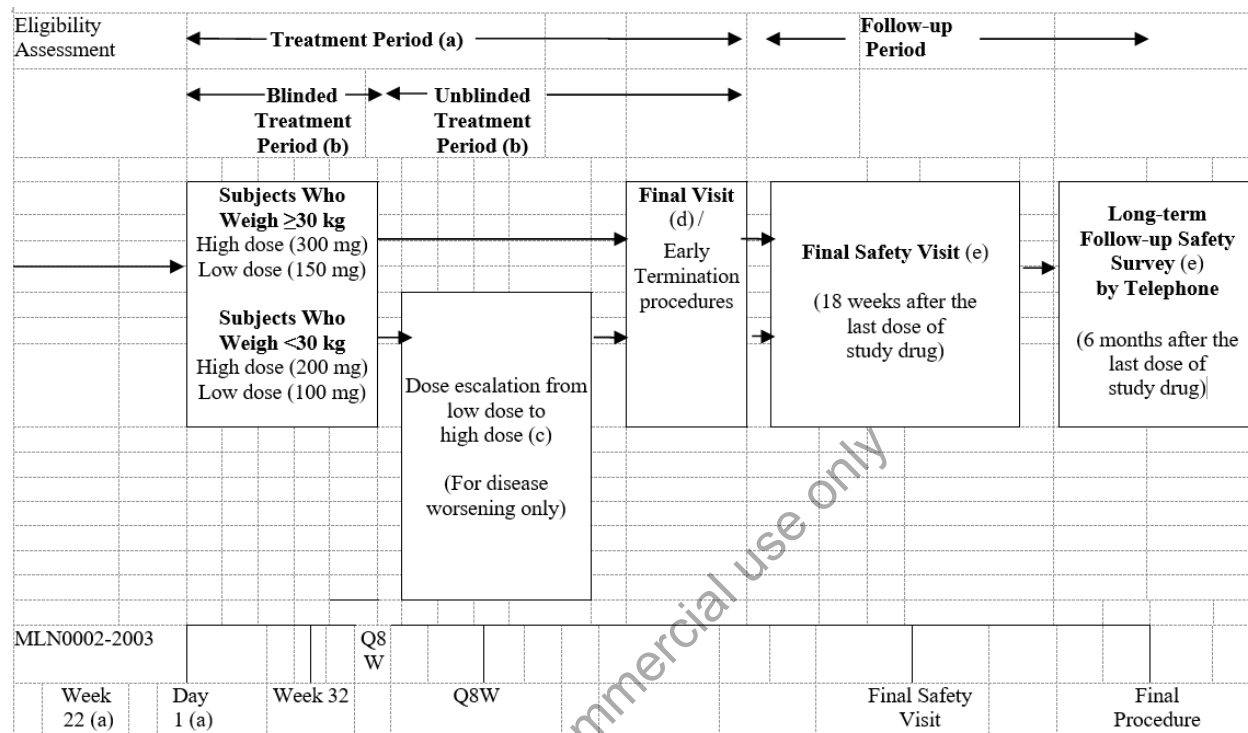 Eligibility
Assessment
Treatment Period (a)
Follow-up
Period
Blinded
Treatment
Period (b)
Unblinded
Treatment
Period (b)
Subjects Who
Weigh ≥30 kg
High dose (300 mg)
Low dose (150 mg)
Subjects Who
Weigh <30 kg
High dose (200 mg)
Low dose (100 mg)
Dose escalation from
low dose to
high dose (c)
(For disease
worsening only)
Final Visit
(d) /
Early
Termination
procedures
Final Safety Visit (e)
(18 weeks after the
last dose of
study drug)
Long-term
Follow-up Safety
Survey (e)
by Telephone
(6 months after the
last dose of
study drug)
mmercial use only
MLN0002-2003
Q8
W
Week
22 (a)
Day
1 (a)
Week 32
Q8W
Final Safety
Visit
Final
Procedure